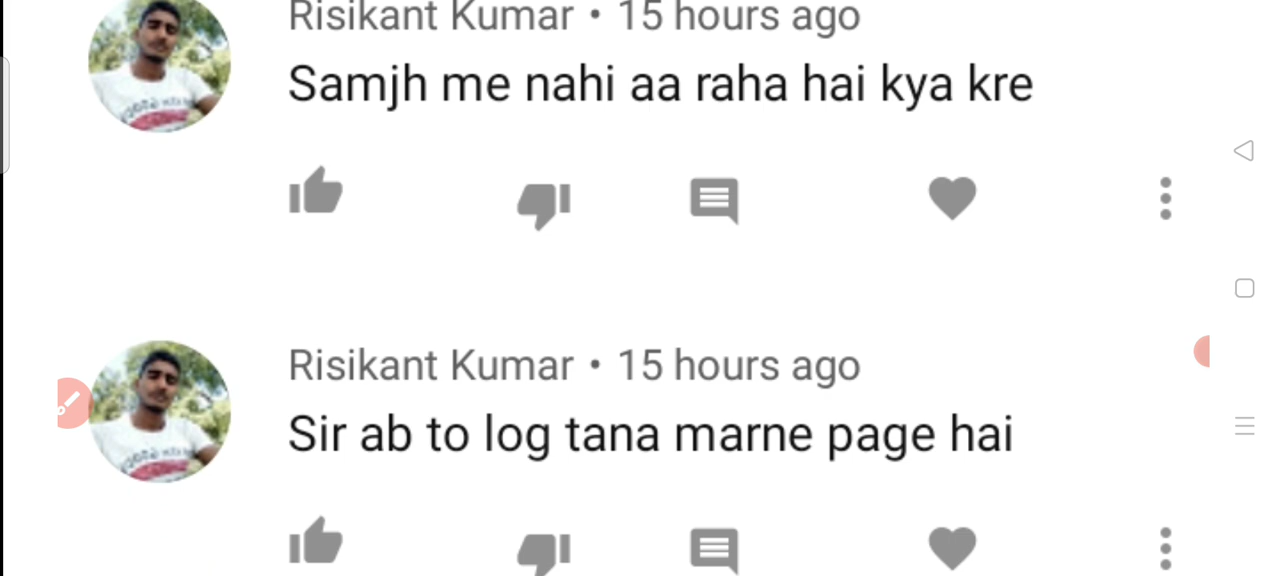 Risikant Kumar • 15 hours ago
Samjh me nahi aa raha hai kya kre
Risikant Kumar • 15 hours ago
Sir ab to log tana marne page hai